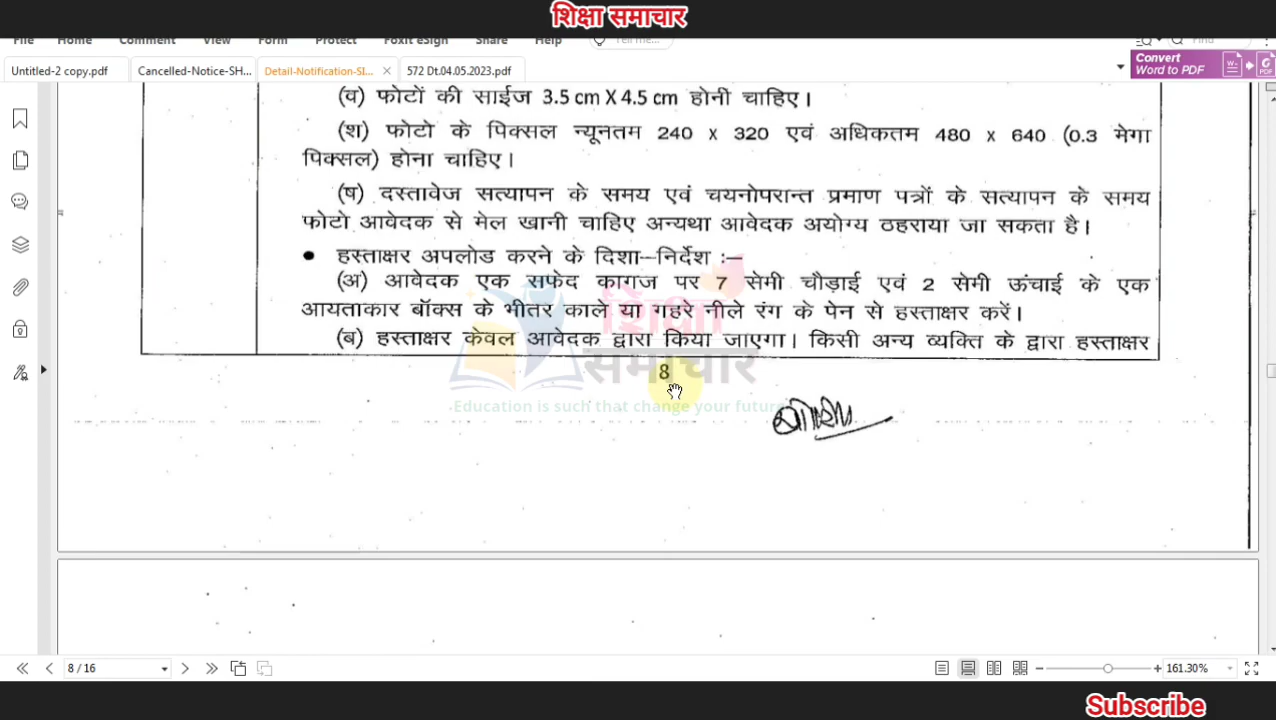 शिक्षा समाचार
File Home Comment View Form Protect Foxit eSign Share Help Tell me... Find
Untitled-2 copy.pdf Cancelled-Notice-SH... Detail-Notification-SI... 572 Dt.04.05.2023.pdf Convert Word to PDF
(व) फोटों की साईज 3.5 cm X 4.5 cm होनी चाहिए।
(श) फोटो के पिक्सल न्यूनतम 240 x 320 एवं अधिकतम 480 x 640 (0.3 मेगा
पिक्सल) होना चाहिए।
(ष) दस्तावेज सत्यापन के समय एवं चयनोपरान्त प्रमाण पत्रों के सत्यापन के समय
फोटो आवेदक से मेल खानी चाहिए अन्यथा आवेदक अयोग्य ठहराया जा सकता है।
● हस्ताक्षर अपलोड करने के दिशा–निर्देश :–
(अ) आवेदक एक सफेद कागज पर 7 सेमी चौड़ाई एवं 2 सेमी ऊंचाई के एक
आयताकार बॉक्स के भीतर काले या गहरे नीले रंग के पेन से हस्ताक्षर करें।
(ब) हस्ताक्षर केवल आवेदक द्वारा किया जाएगा। किसी अन्य व्यक्ति के द्वारा हस्ताक्षर
शिक्षा
समाचार
8
Education is such that change your future
8 / 16 161.30%
Subscribe